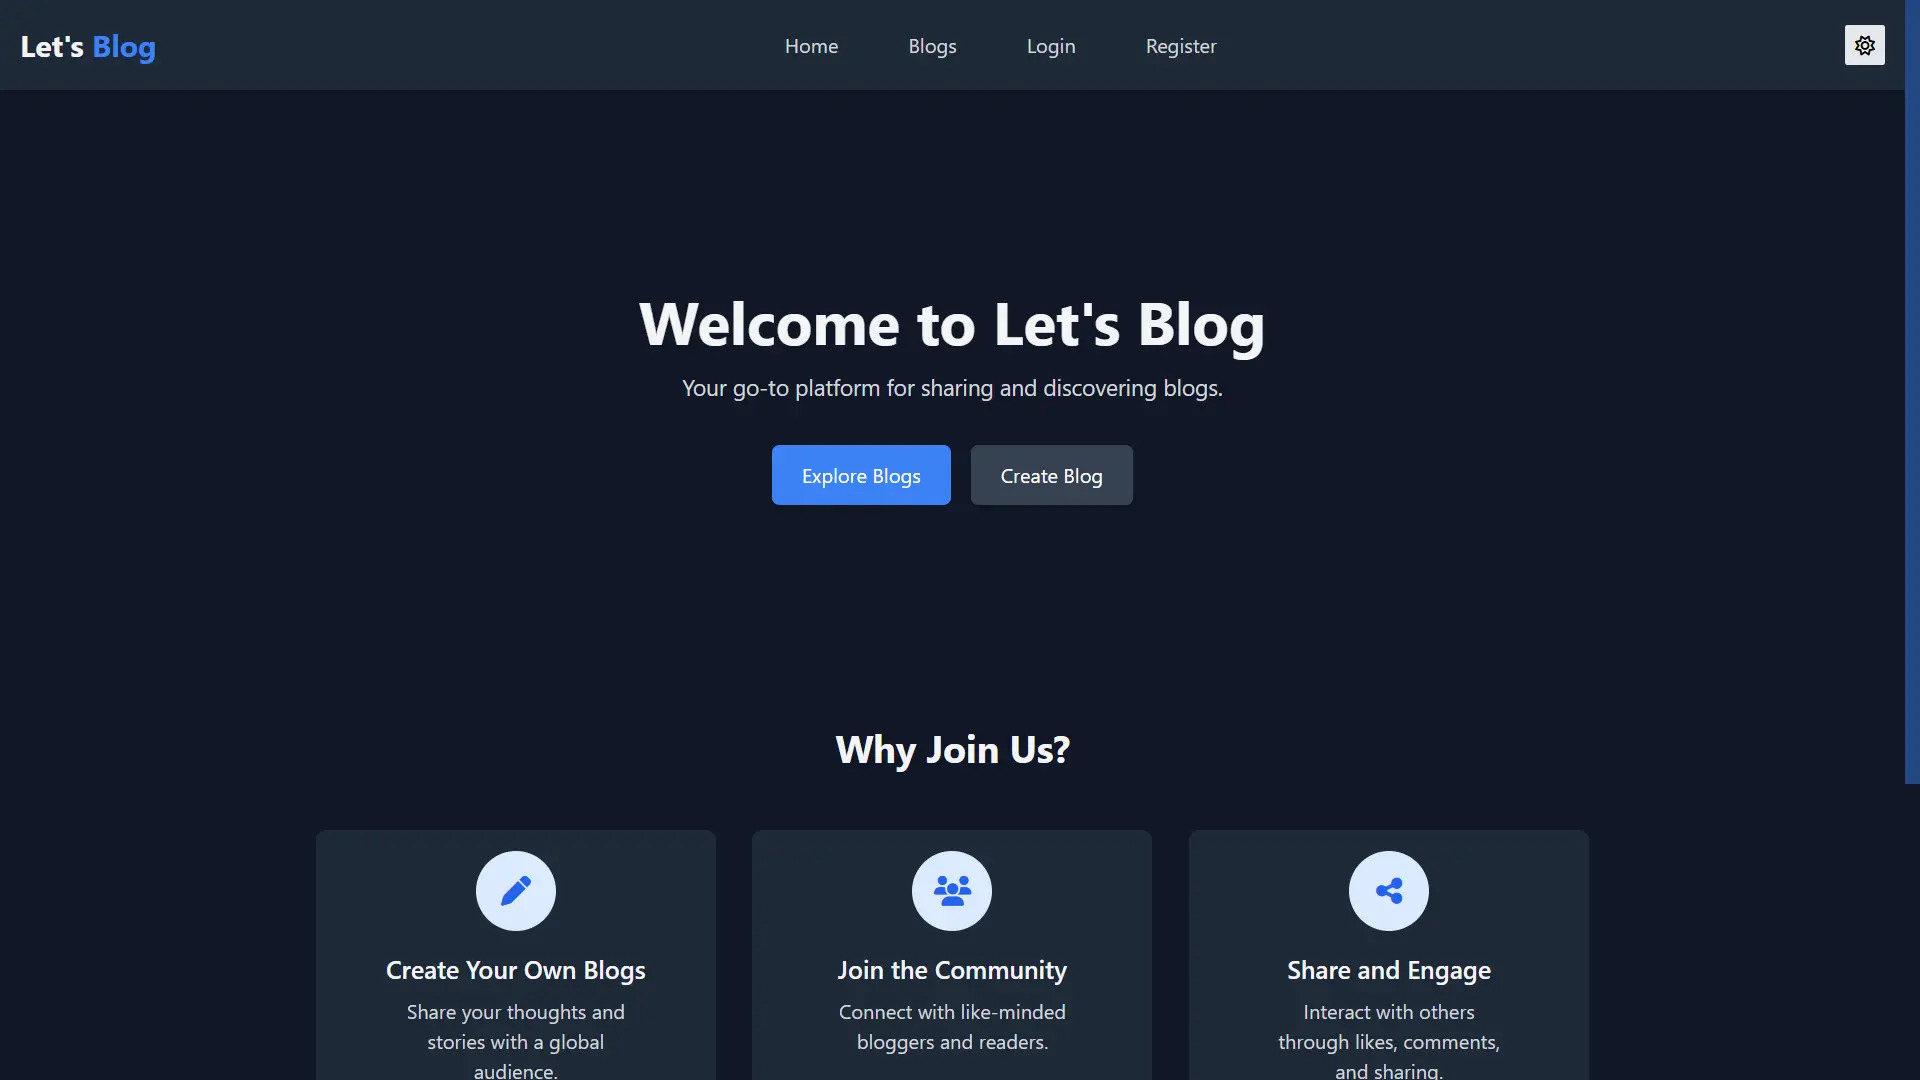 Let's Blog
Home
Blogs
Login
Register
Welcome to Let's Blog
Your go-to platform for sharing and discovering blogs.
Explore Blogs
Create Blog
Why Join Us?
Create Your Own Blogs
Share your thoughts and
stories with a global
audience.
Join the Community
Connect with like-minded
bloggers and readers.
Share and Engage
Interact with others
through likes, comments,
and sharing.